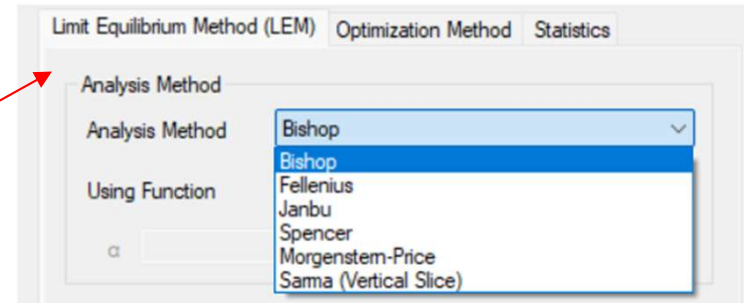 Limit Equilibrium Method (LEM) Optimization Method Statistics
Analysis Method
Analysis Method Bishop
Bishop
Using Function Fellenius
Janbu
α Spencer
Morgenstern-Price
Sarma (Vertical Slice)